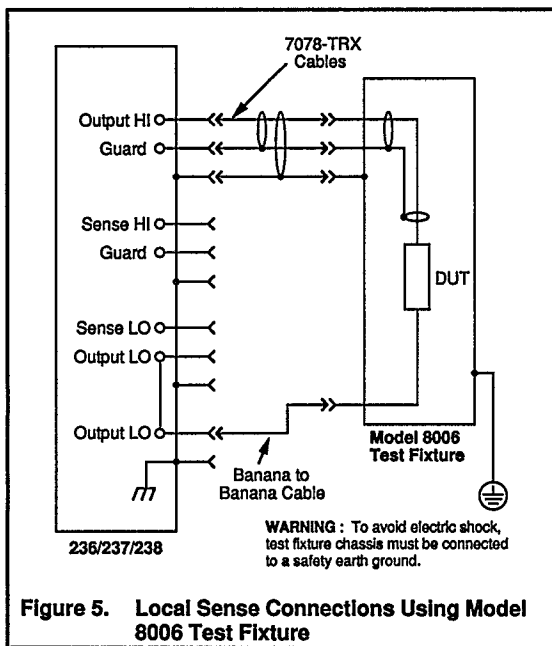 7078-TRX
Cables
Output HI
Guard
Sense HI
Guard
Sense LO
Output LO
Output LO
DUT
Model 8006
Test Fixture
Banana to
Banana Cable
236/237/238
WARNING : To avoid electric shock,
test fixture chassis must be connected
to a safety earth ground.
Figure 5. Local Sense Connections Using Model
8006 Test Fixture